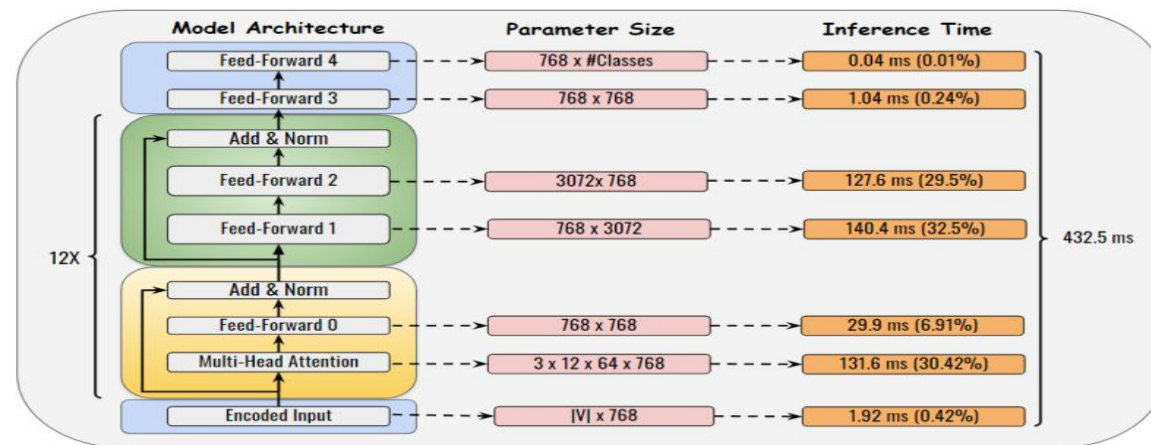 Model Architecture Parameter Size Inference Time
Feed-Forward 4 768 x #Classes 0.04 ms (0.01%)
Feed-Forward 3 768 x 768 1.04 ms (0.24%)
Add & Norm
Feed-Forward 2 3072x 768 127.6 ms (29.5%)
Feed-Forward 1 768 x 3072 140.4 ms (32.5%)
12X 432.5 ms
Add & Norm
Feed-Forward 0 768 x 768 29.9 ms (6.91%)
Multi-Head Attention 3 x 12 x 64 x 768 131.6 ms (30.42%)
Encoded Input |V| x 768 1.92 ms (0.42%)